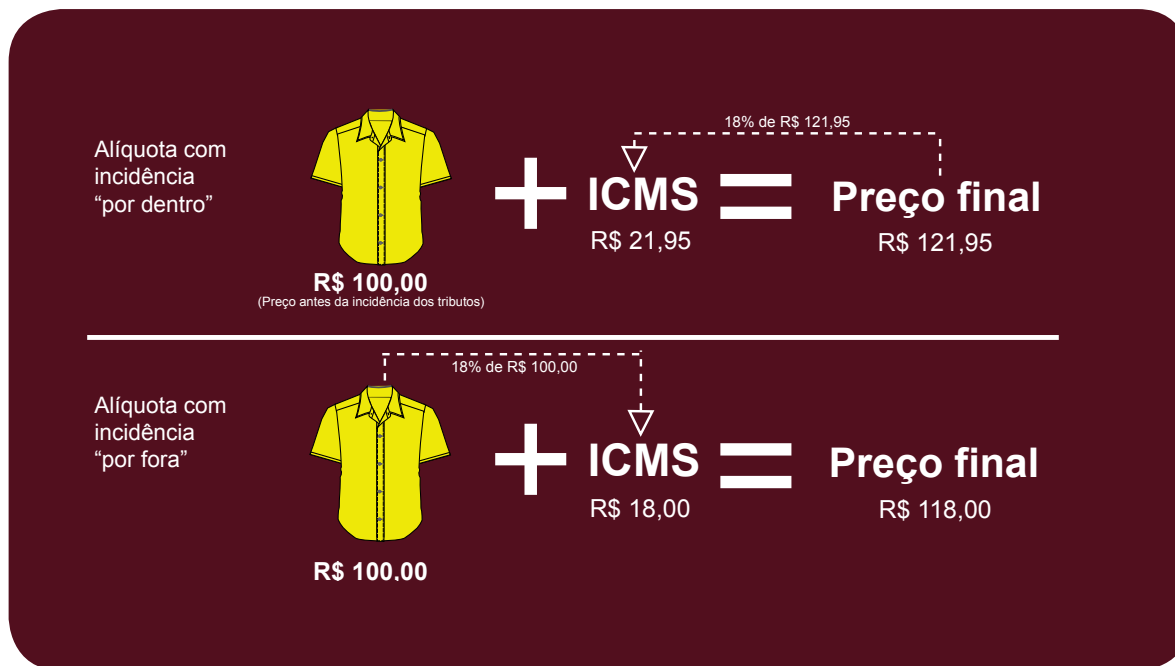 18% de R$ 121,95
Alíquota com
incidência
“por dentro”
ICMS
Preço final
R$ 21,95
R$ 121,95
R$ 100,00
(Preço antes da incidência dos tributos)
18% de R$ 100,00
Alíquota com
incidência
“por fora”
ICMS
Preço final
R$ 18,00
R$ 118,00
R$ 100,00